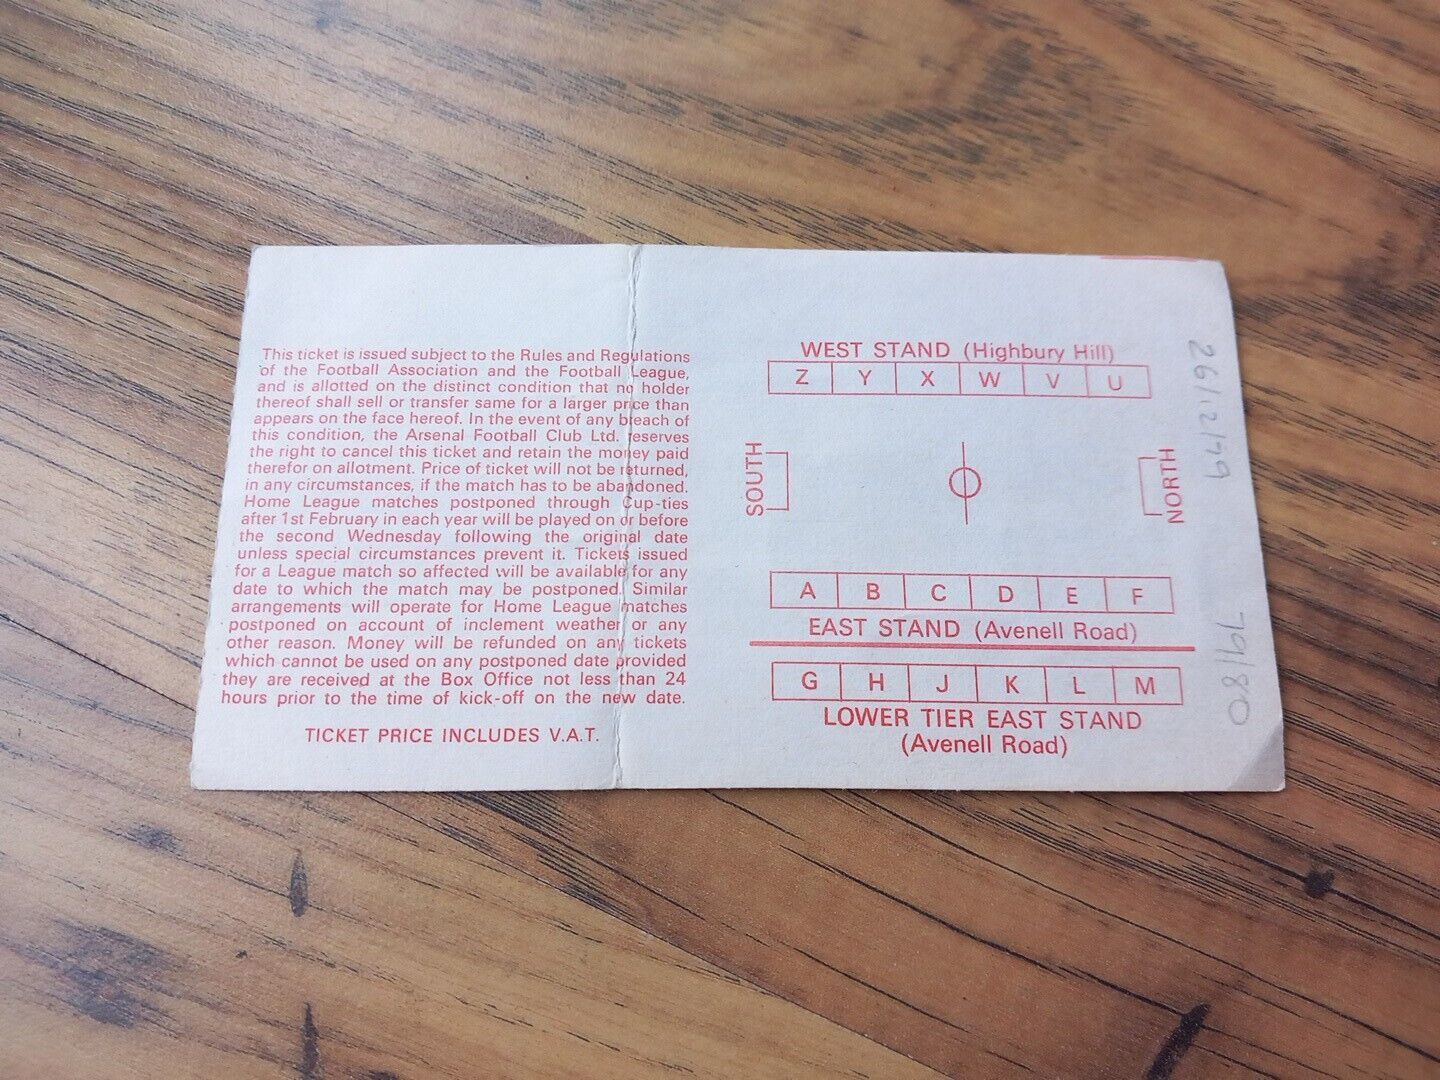 This ticket is issued subject to the Rules and Regulations
of the Football Association and the Football League,
and is allotted on the distinct condition that no holder
thereof shall sell or transfer same for a larger price than
appears on the face hereof. In the event of any breach of
this condition, the Arsenal Football Club Ltd. reserves
the right to cancel this ticket and retain the money paid
therefor on allotment. Price of ticket will not be returned,
in any circumstances, if the match has to be abandoned.
Home League matches postponed through Cup-ties
after 1st February in each year will be played on or before
the second Wednesday following the original date
unless special circumstances prevent it. Tickets issued
for a League match so affected will be available for any
date to which the match may be postponed. Similar
arrangements will operate for Home League matches
postponed on account of inclement weather or any
other reason. Money will be refunded on any tickets
which cannot be used on any postponed date provided
they are received at the Box Office not less than 24
hours prior to the time of kick-off on the new date.
TICKET PRICE INCLUDES V.A.T.
WEST STAND (Highbury Hill)
Z Y X W V U
SOUTH
NORTH
A B C D E F
EAST STAND (Avenell Road)
G H J K L M
LOWER TIER EAST STAND
(Avenell Road)
26/12/79
79/80